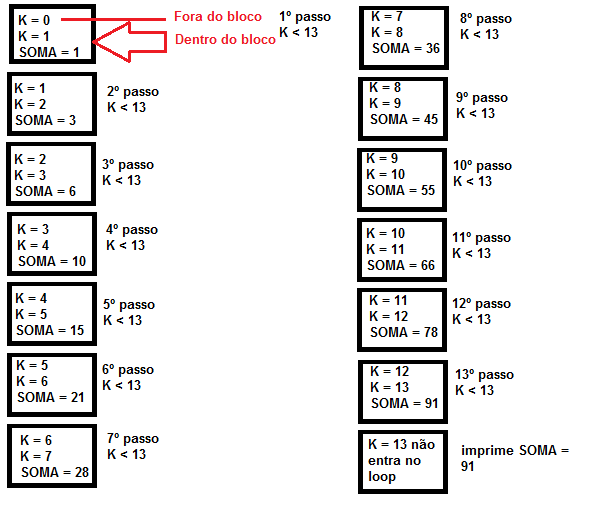 K = 0
Fora do bloco
1º passo
K = 1
Dentro do bloco
K < 13
SOMA = 1
K = 1
2º passo
K = 2
K < 13
SOMA = 3
K = 2
3º passo
K = 3
K < 13
SOMA = 6
K = 3
4º passo
K = 4
K < 13
SOMA = 10
K = 4
5º passo
K = 5
K < 13
SOMA = 15
K = 5
6º passo
K = 6
K < 13
SOMA = 21
K = 6
7º passo
K = 7
K < 13
SOMA = 28
K = 7
8º passo
K = 8
K < 13
SOMA = 36
K = 8
9º passo
K = 9
K < 13
SOMA = 45
K = 9
10º passo
K = 10
K < 13
SOMA = 55
K = 10
11º passo
K = 11
K < 13
SOMA = 66
K = 11
12º passo
K = 12
K < 13
SOMA = 78
K = 12
13º passo
K = 13
K < 13
SOMA = 91
K = 13 não
entra no
loop
imprime SOMA =
91